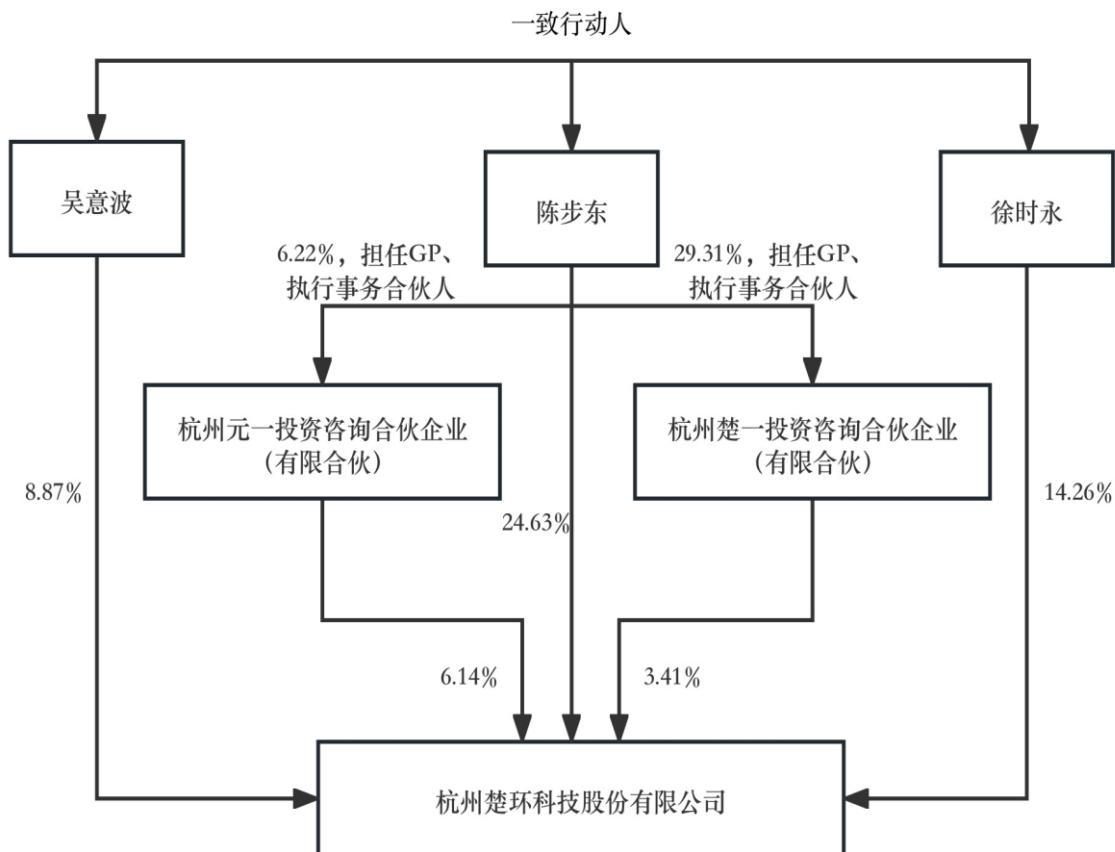 一致行动人
吴意波
陈步东
徐时永
6.22%，担任GP、
执行事务合伙人
29.31%，担任GP、
执行事务合伙人
杭州元一投资咨询合伙企业
（有限合伙）
杭州楚一投资咨询合伙企业
（有限合伙）
8.87%
24.63%
14.26%
6.14%
3.41%
杭州楚环科技股份有限公司